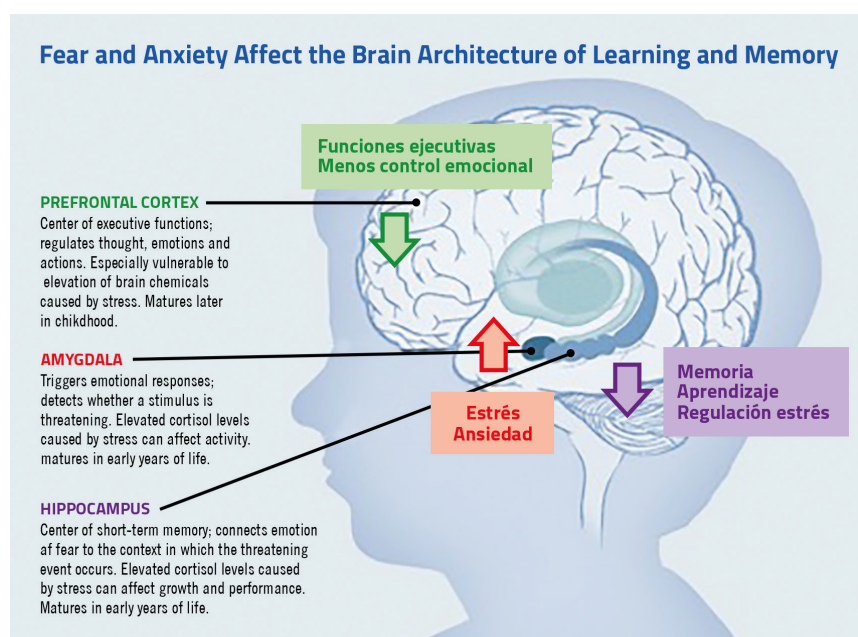 Fear and Anxiety Affect the Brain Architecture of Learning and Memory
Funciones ejecutivas
Menos control emocional
PREFRONTAL CORTEX
Center of executive functions;
regulates thought, emotions and
actions. Especially vulnerable to
elevation of brain chemicals
caused by stress. Matures later
in chikdhood.
AMYGDALA
Triggers emotional responses;
detects whether a stimulus is
threatening. Elevated cortisol levels
caused by stress can affect activity.
matures in early years of life.
Estrés
Ansiedad
Memoria
Aprendizaje
Regulación estrés
HIPPOCAMPUS
Center of short-term memory; connects emotion
af fear to the context in which the threatening
event occurs. Elevated cortisol levels caused
by stress can affect growth and performance.
Matures in early years of life.